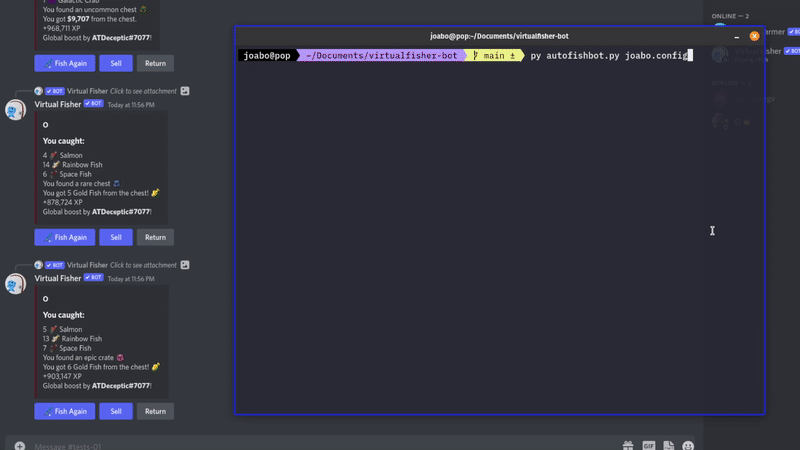 Galactic Crab
You found an uncommon chest
You got $9,707 from the chest.
+968,711 XP
Global boost by ATDeceptic#7077!
Fish Again Sell Return
BOT Virtual Fisher Click to see attachment
Virtual Fisher BOT Today at 11:56 PM
O
You caught:
4 Salmon
14 Rainbow Fish
6 Space Fish
You found a rare chest
You got 5 Gold Fish from the chest!
+878,724 XP
Global boost by ATDeceptic#7077!
Fish Again Sell Return
BOT Virtual Fisher Click to see attachment
Virtual Fisher BOT Today at 11:56 PM
O
You caught:
5 Salmon
13 Rainbow Fish
7 Space Fish
You found an epic crate
You got 6 Gold Fish from the chest!
+903,147 XP
Global boost by ATDeceptic#7077!
Fish Again Sell Return
Message #tests-01
GIF
joabo@pop:~/Documents/virtualfisher-bot
joabo@pop ~/Documents/virtualfisher-bot main ± py autofishbot.py joabo.config
ONLINE — 2